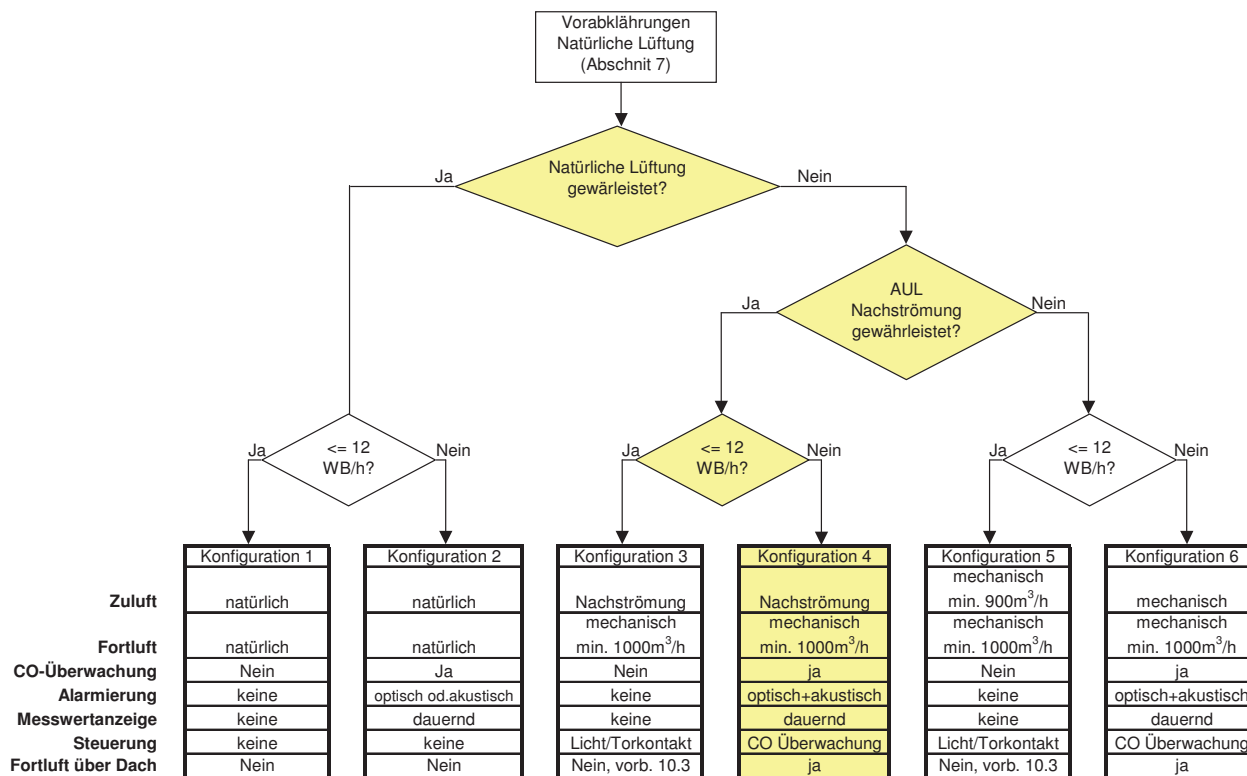 Vorabklährungen
Natürliche Lüftung
(Abschnit 7)
Natürliche Lüftung
gewärleistet?
Ja
Nein
AUL
Nachströmung
gewährleistet?
Ja
Nein
<= 12
WB/h?
Ja
Nein
<= 12
WB/h?
Ja
Nein
<= 12
WB/h?
Ja
Nein
Konfiguration 1 Konfiguration 2 Konfiguration 3 Konfiguration 4 Konfiguration 5 Konfiguration 6
mechanisch
Zuluft natürlich natürlich Nachströmung Nachströmung min. 900m³/h mechanisch
mechanisch mechanisch mechanisch mechanisch
Fortluft natürlich natürlich min. 1000m³/h min. 1000m³/h min. 1000m³/h min. 1000m³/h
CO-Überwachung Nein Ja Nein ja Nein ja
Alarmierung keine optisch od.akustisch keine optisch+akustisch keine optisch+akustisch
Messwertanzeige keine dauernd keine dauernd keine dauernd
Steuerung keine keine Licht/Torkontakt CO Überwachung Licht/Torkontakt CO Überwachung
Fortluft über Dach Nein Nein Nein, vorb. 10.3 ja Nein, vorb. 10.3 ja